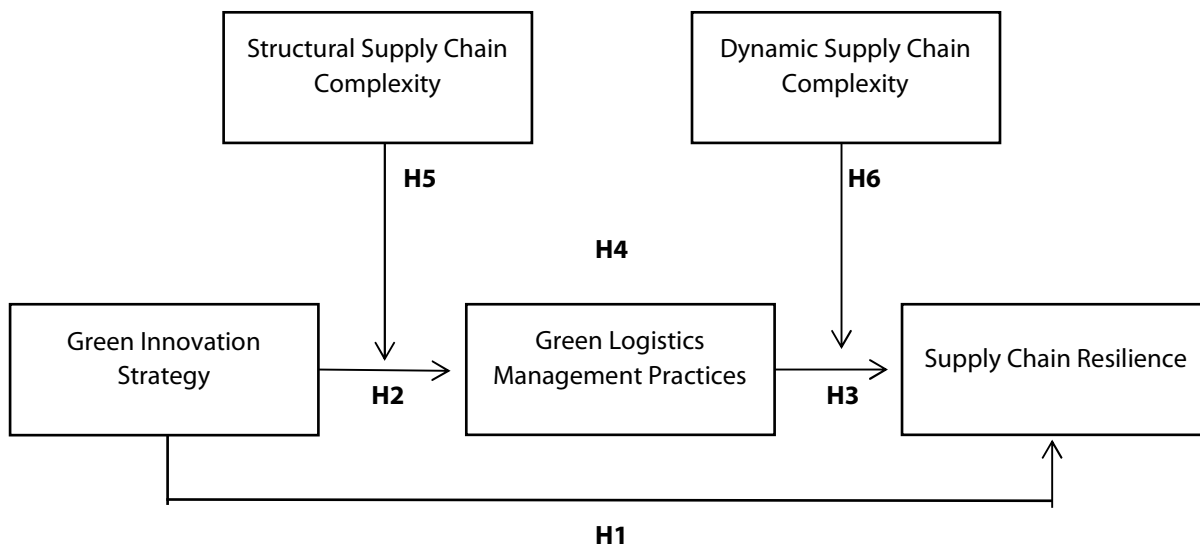 Structural Supply Chain
Complexity
Dynamic Supply Chain
Complexity
H5
H6
H4
Green Innovation
Strategy
Green Logistics
Management Practices
Supply Chain Resilience
H2
H3
H1